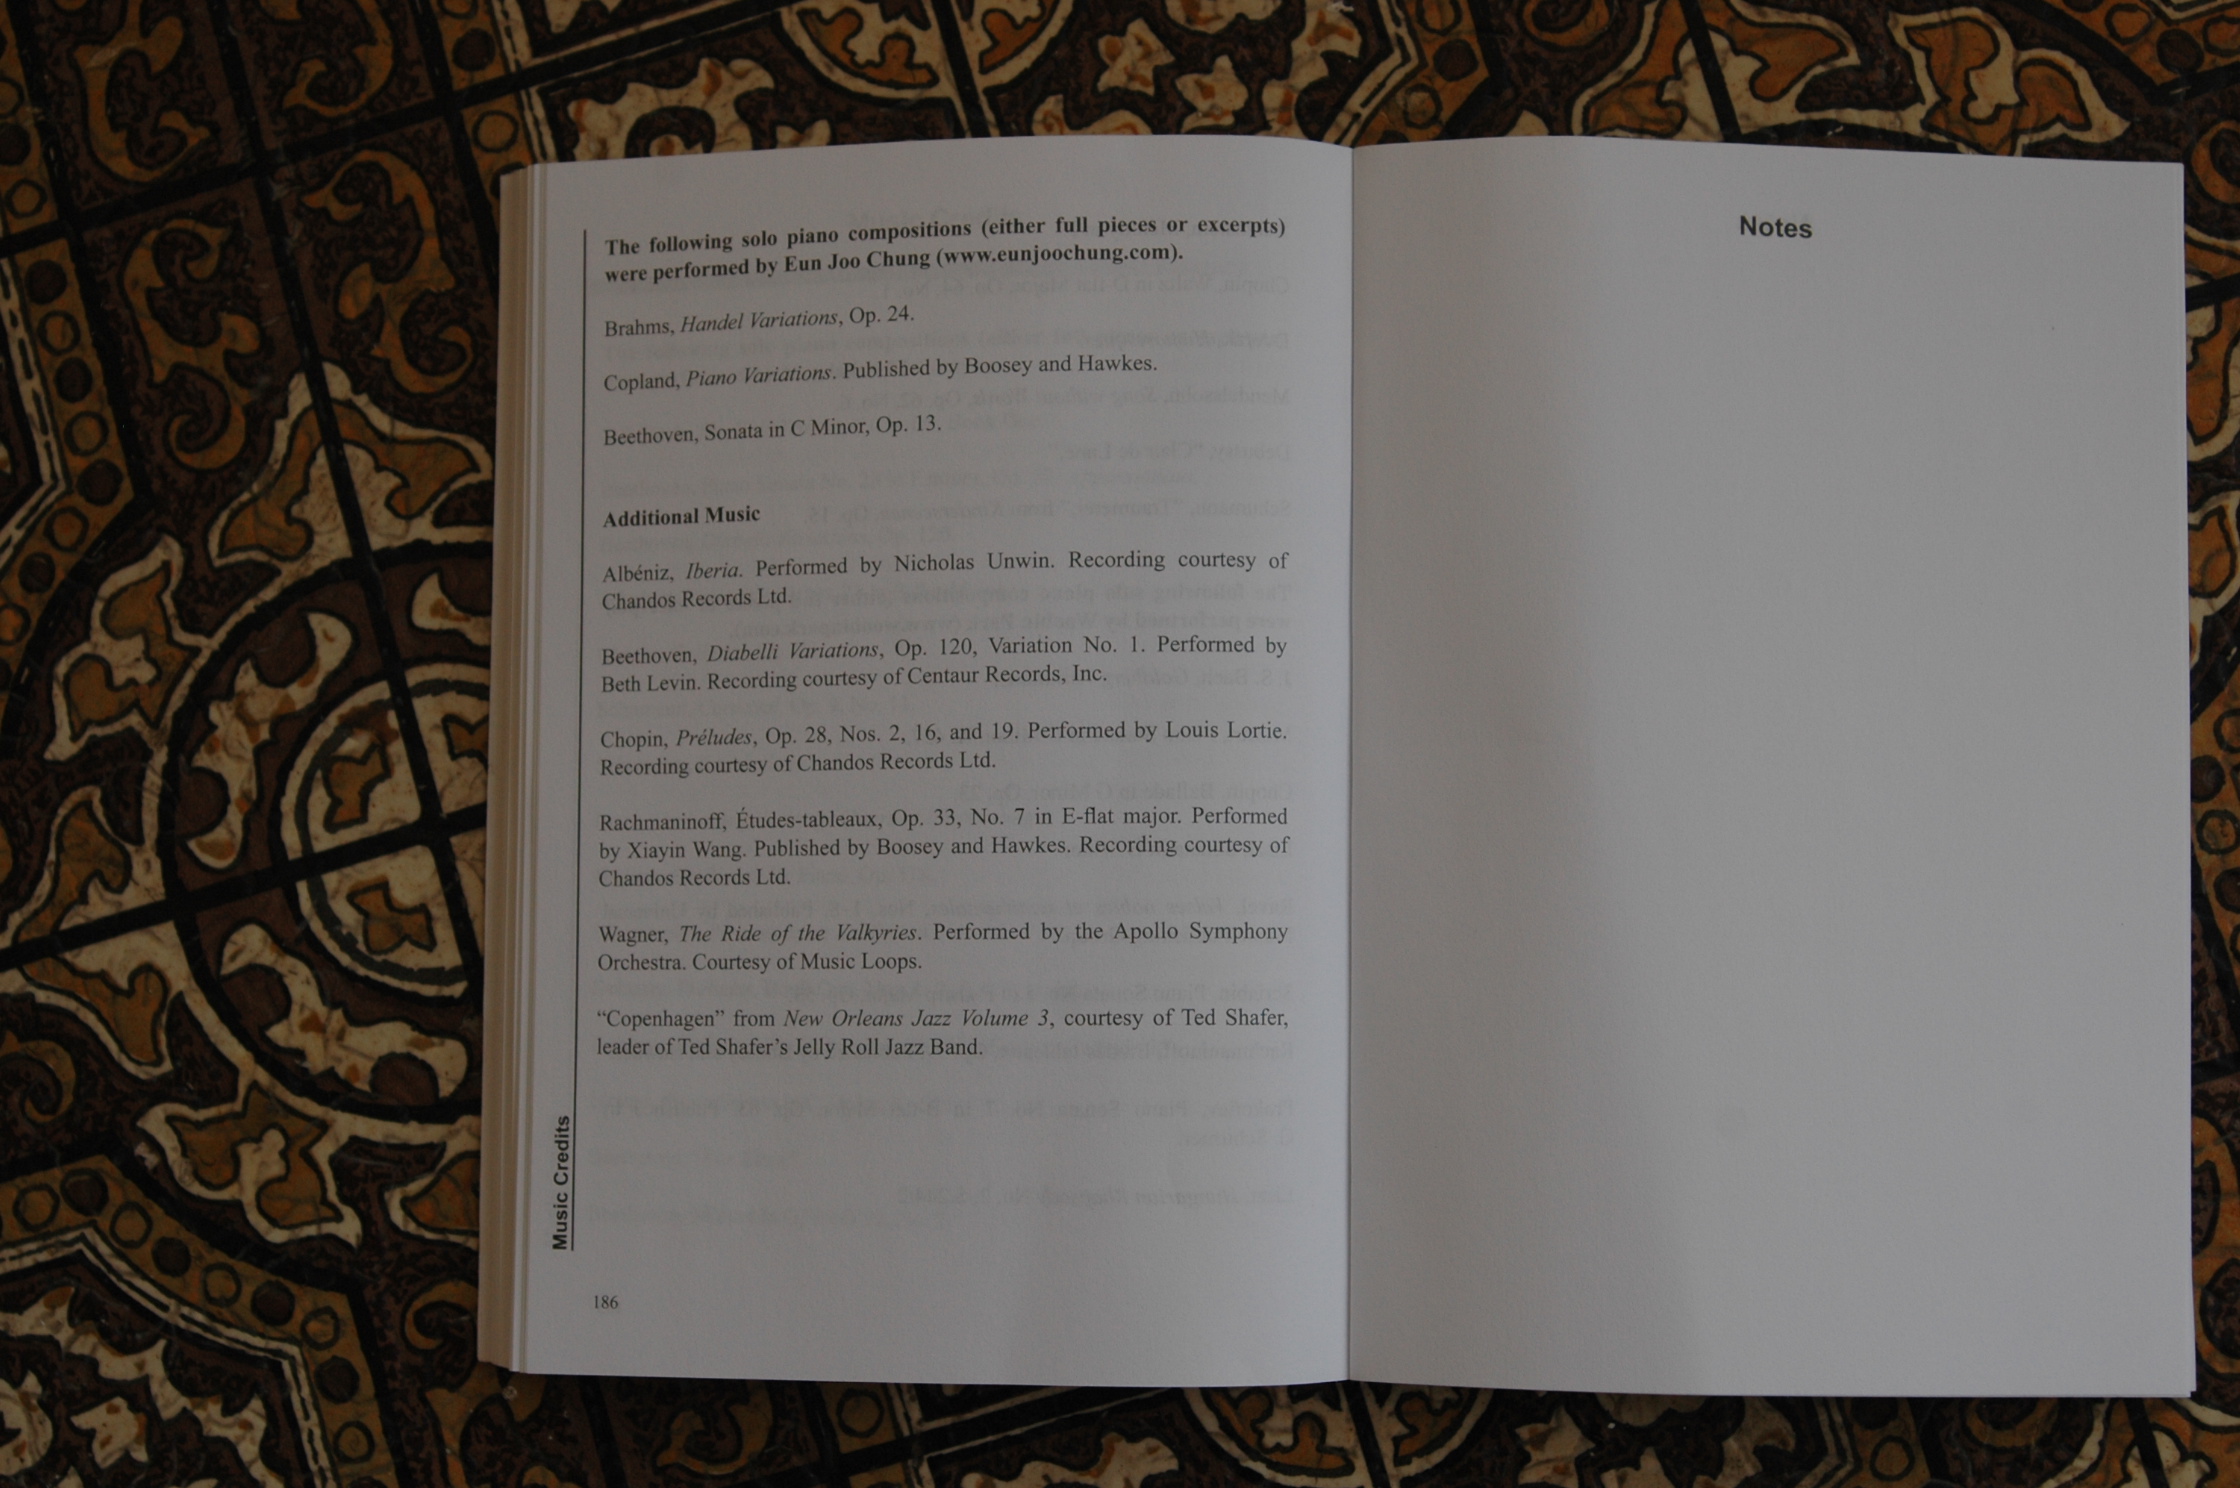 The following solo piano compositions (either full pieces or excerpts)
were performed by Eun Joo Chung (www.eunjoochung.com).
Brahms, Handel Variations, Op. 24.
Copland, Piano Variations. Published by Boosey and Hawkes.
Beethoven, Sonata in C Minor, Op. 13.
Additional Music
Albéniz, Iberia. Performed by Nicholas Unwin. Recording courtesy of
Chandos Records Ltd.
Beethoven, Diabelli Variations, Op. 120, Variation No. 1. Performed by
Beth Levin. Recording courtesy of Centaur Records, Inc.
Chopin, Préludes, Op. 28, Nos. 2, 16, and 19. Performed by Louis Lortie.
Recording courtesy of Chandos Records Ltd.
Rachmaninoff, Études-tableaux, Op. 33, No. 7 in E-flat major. Performed
by Xiayin Wang. Published by Boosey and Hawkes. Recording courtesy of
Chandos Records Ltd.
Wagner, The Ride of the Valkyries. Performed by the Apollo Symphony
Orchestra. Courtesy of Music Loops.
“Copenhagen” from New Orleans Jazz Volume 3, courtesy of Ted Shafer,
leader of Ted Shafer’s Jelly Roll Jazz Band.
Music Credits
186
Notes